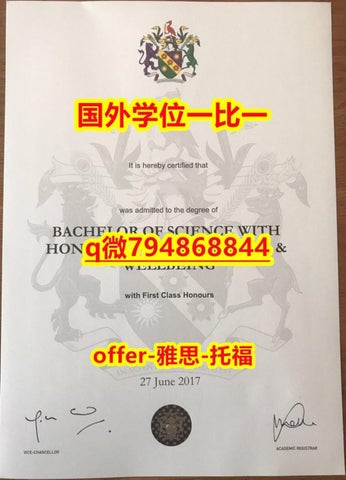 国外学位一比一
It is hereby certified that
was admitted to the degree of
BACHELOR OF SCIENCE WITH
q微794868844
&
WELLBEING
with First Class Honours
offer-雅思-托福
27 June 2017
VICE-CHANCELLOR
ACADEMIC REGISTRAR